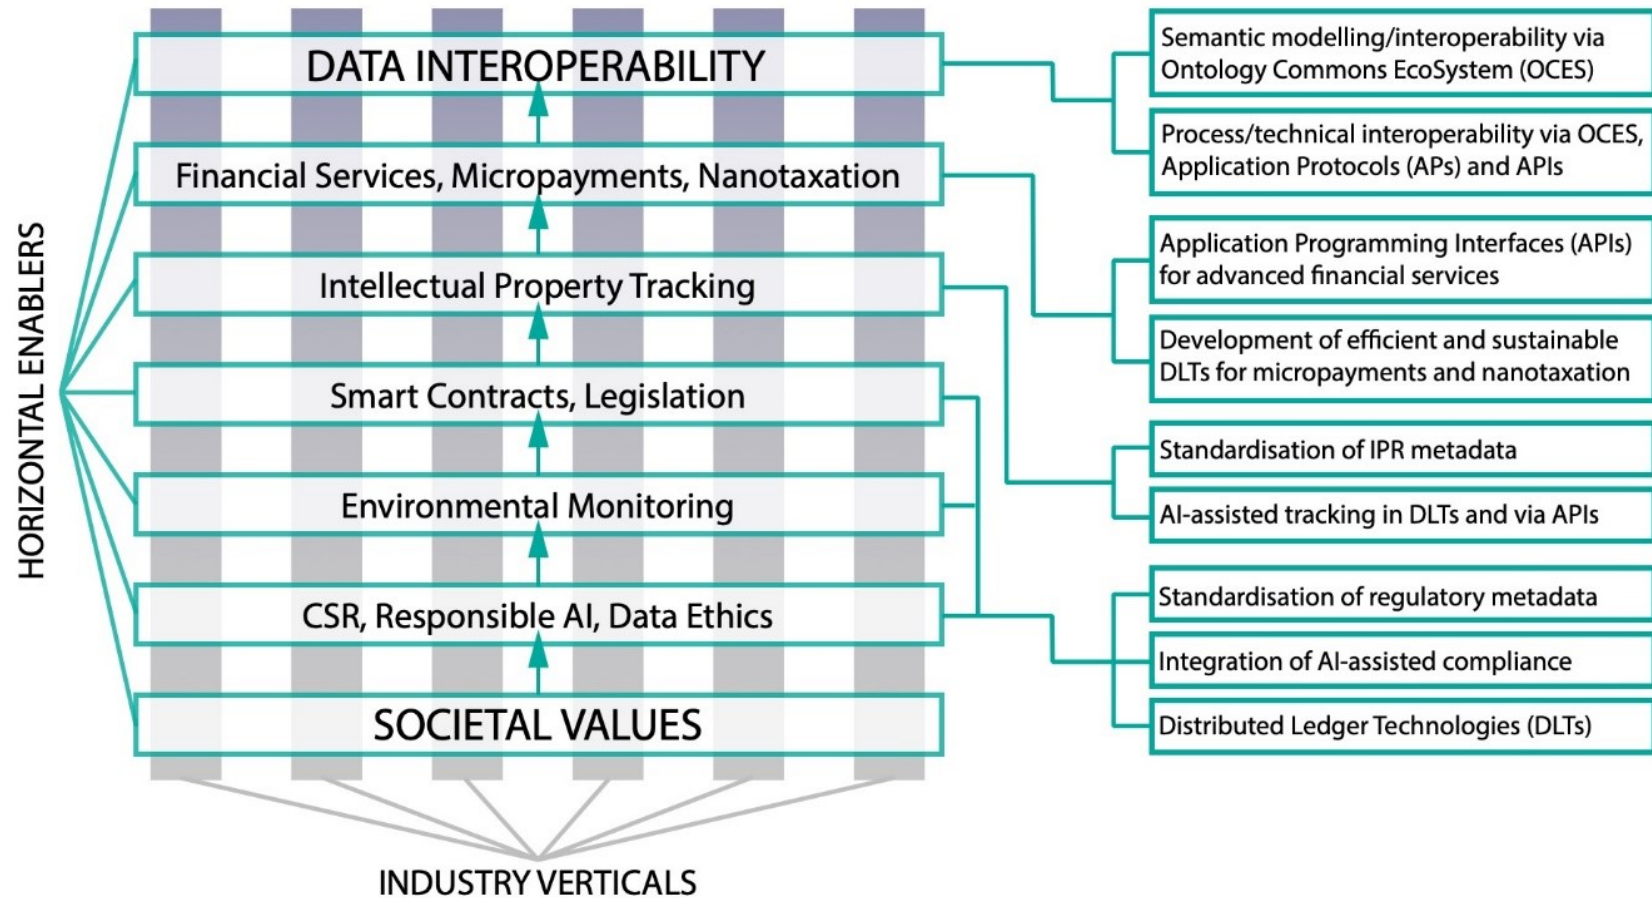 HORIZONTAL ENABLERS
DATA INTEROPERABILITY
Financial Services, Micropayments, Nanotaxation
Intellectual Property Tracking
Smart Contracts, Legislation
Environmental Monitoring
CSR, Responsible AI, Data Ethics
SOCIETAL VALUES
INDUSTRY VERTICALS
Semantic modelling/interoperability via
Ontology Commons EcoSystem (OCES)
Process/technical interoperability via OCES,
Application Protocols (APs) and APIs
Application Programming Interfaces (APIs)
for advanced financial services
Development of efficient and sustainable
DLTs for micropayments and nanotaxation
Standardisation of IPR metadata
AI-assisted tracking in DLTs and via APIs
Standardisation of regulatory metadata
Integration of AI-assisted compliance
Distributed Ledger Technologies (DLTs)